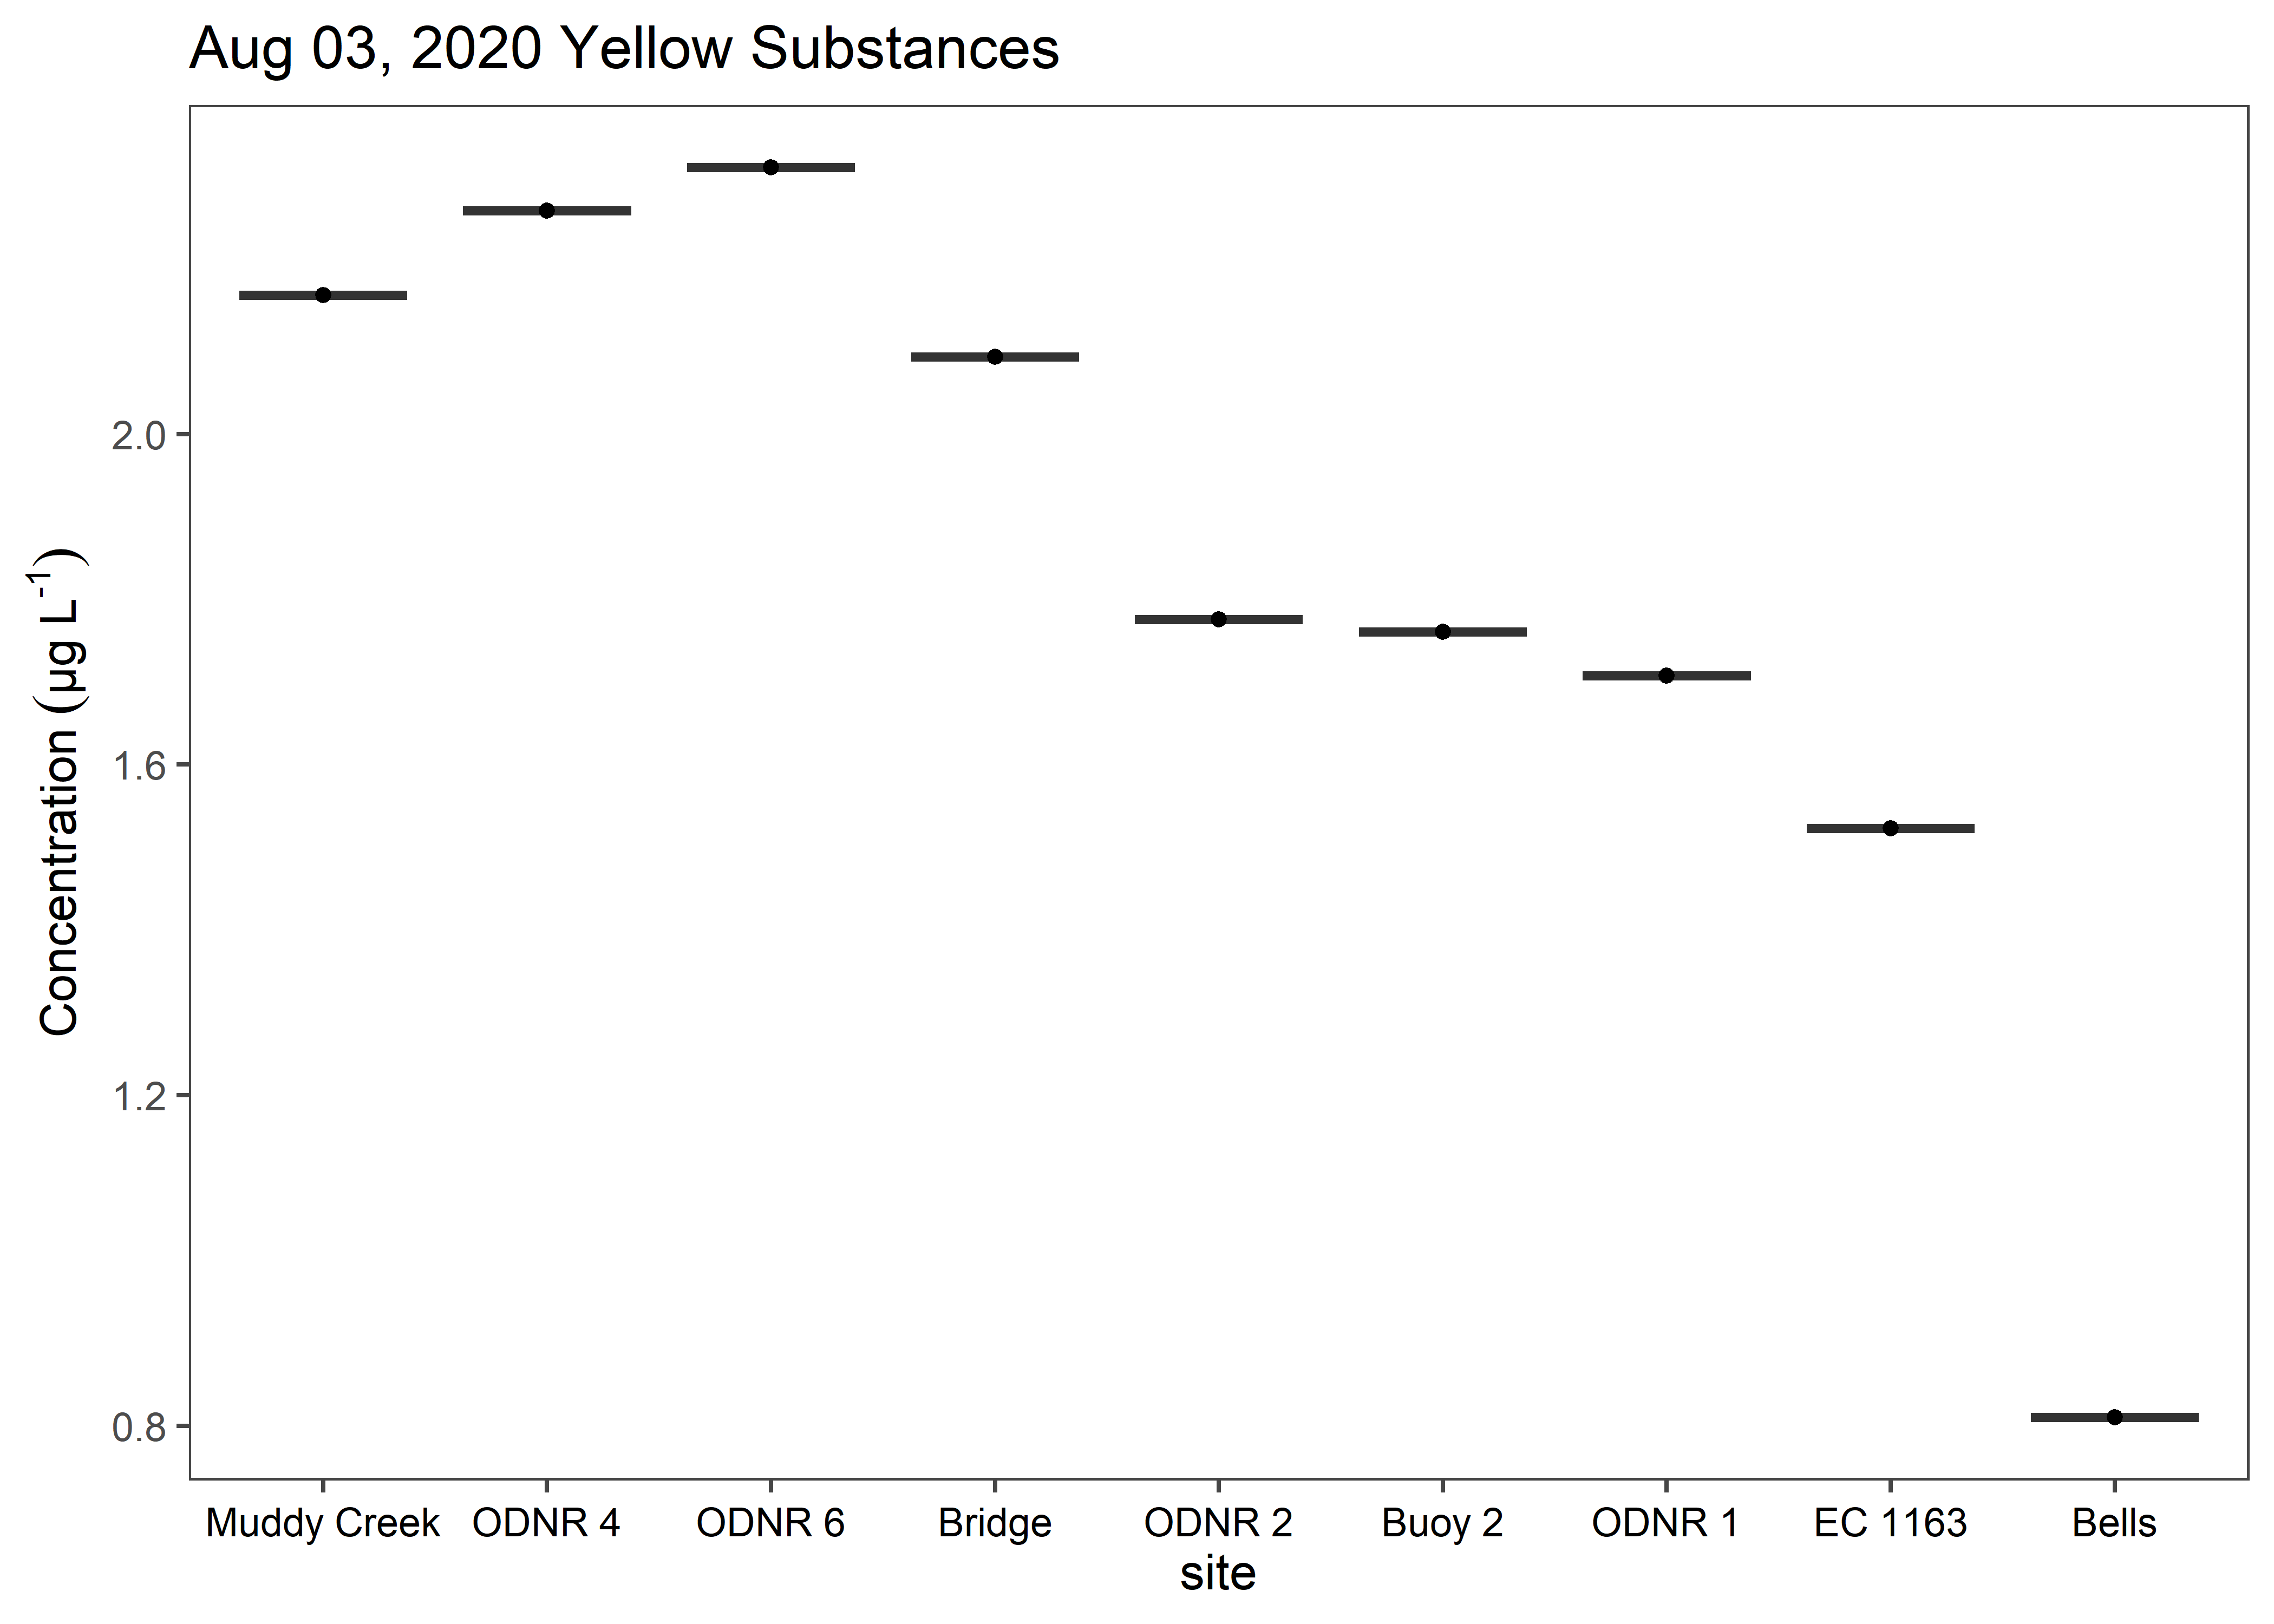 Aug 03, 2020 Yellow Substances
Concentration (µg L⁻¹)
2.0
1.6
1.2
0.8
Muddy Creek ODNR 4 ODNR 6 Bridge ODNR 2 Buoy 2 ODNR 1 EC 1163 Bells
site